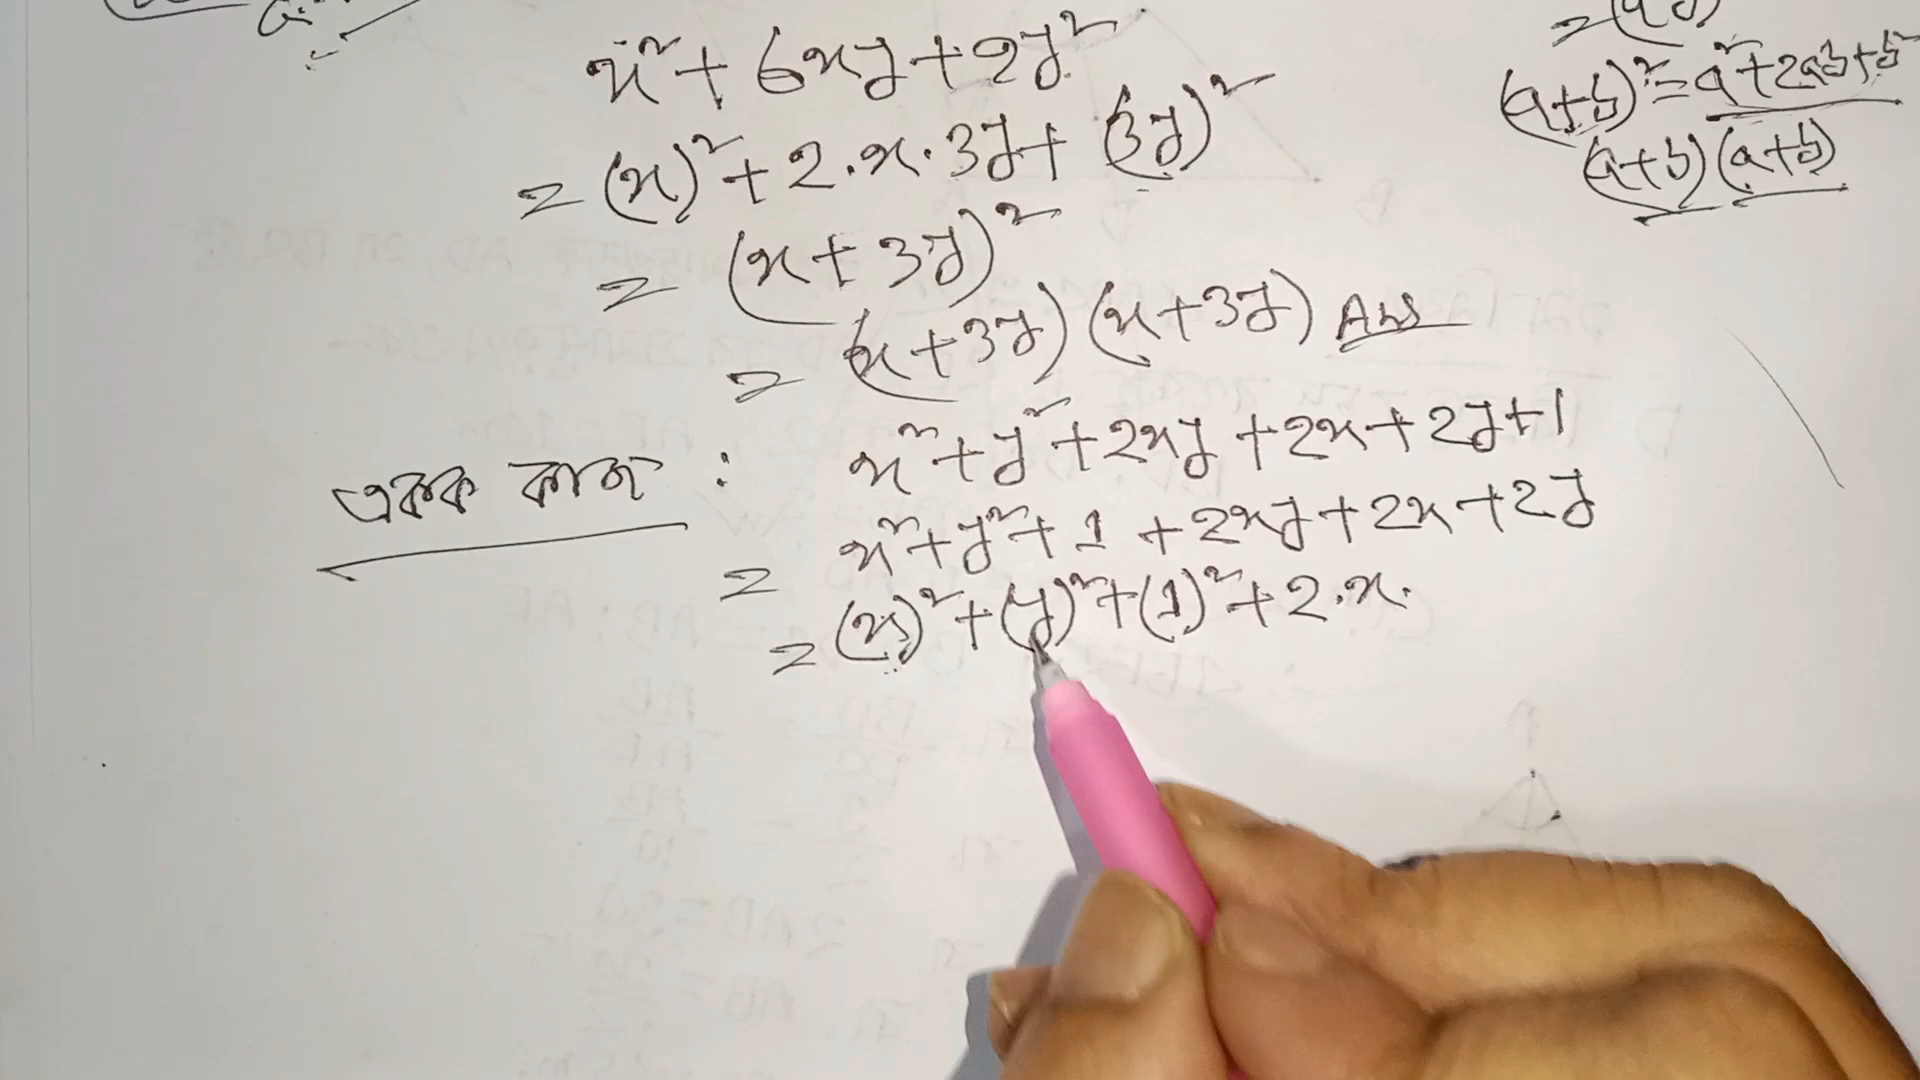 x² + 6xy + 2y²
= (x)² + 2.x.3y + (3y)²
= (x + 3y)²
= (x + 3y) (x + 3y) Ans
(a+b)² = a² + 2ab + b²
(a+b) (a+b)
একক কাজ : x² + y² + 2xy + 2x + 2y + 1
= x² + y² + 1 + 2xy + 2x + 2y
= (x)² + (y)² + (1)² + 2.x.